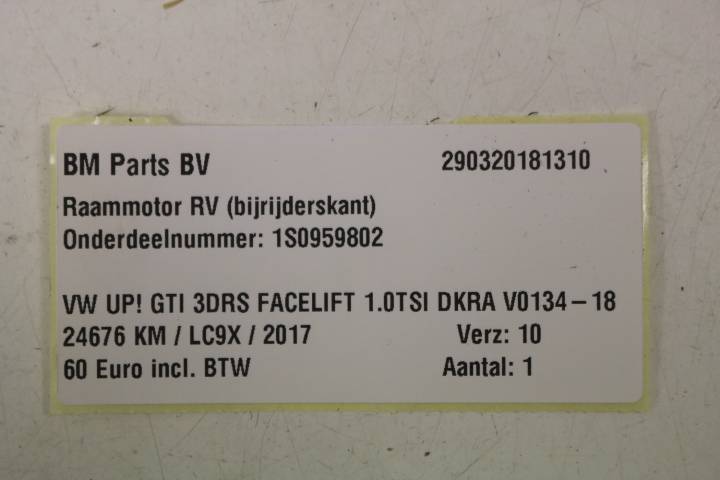 BM Parts BV 290320181310
Raammotor RV (bijrijderskant)
Onderdeelnummer: 1S0959802
VW UP! GTI 3DRS FACELIFT 1.0TSI DKRA V0134-18
24676 KM / LC9X / 2017 Verz: 10
60 Euro incl. BTW Aantal: 1